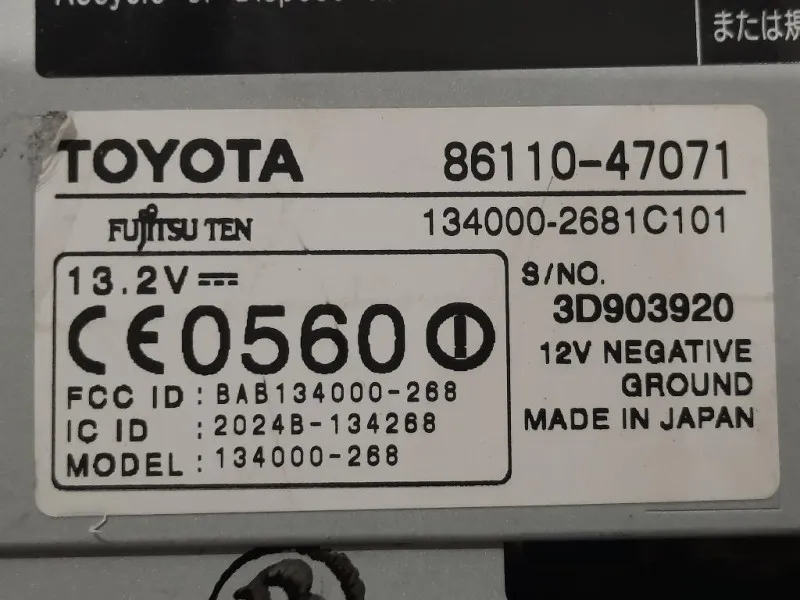 または規
TOYOTA 86110-47071
FUJITSU TEN 134000-2681C101
13.2V
CE0560
FCC ID : BAB134000-268
IC ID : 2024B-134268
MODEL : 134000-268
S/NO.
3D903920
12V NEGATIVE
GROUND
MADE IN JAPAN